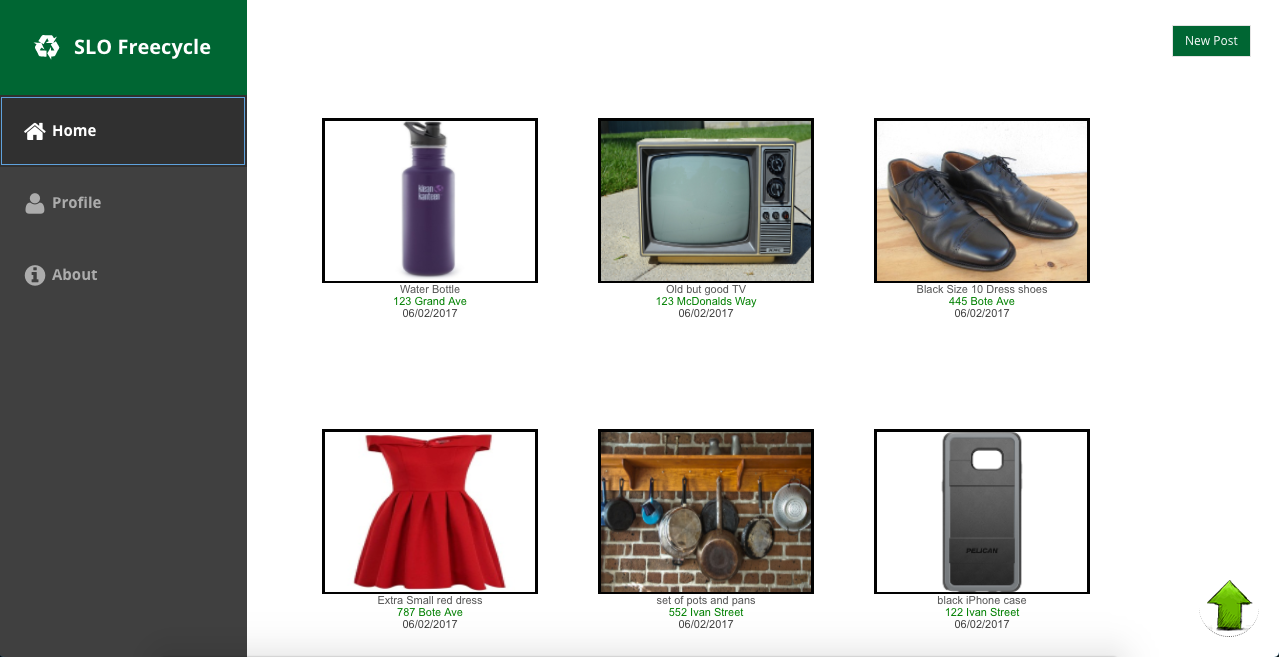 SLO Freecycle
New Post
Home
Profile
About
Klean
Kanteen
Water Bottle
123 Grand Ave
06/02/2017
Old but good TV
123 McDonalds Way
06/02/2017
Black Size 10 Dress shoes
445 Bote Ave
06/02/2017
Extra Small red dress
787 Bote Ave
06/02/2017
set of pots and pans
552 Ivan Street
06/02/2017
PELICAN
black iPhone case
122 Ivan Street
06/02/2017